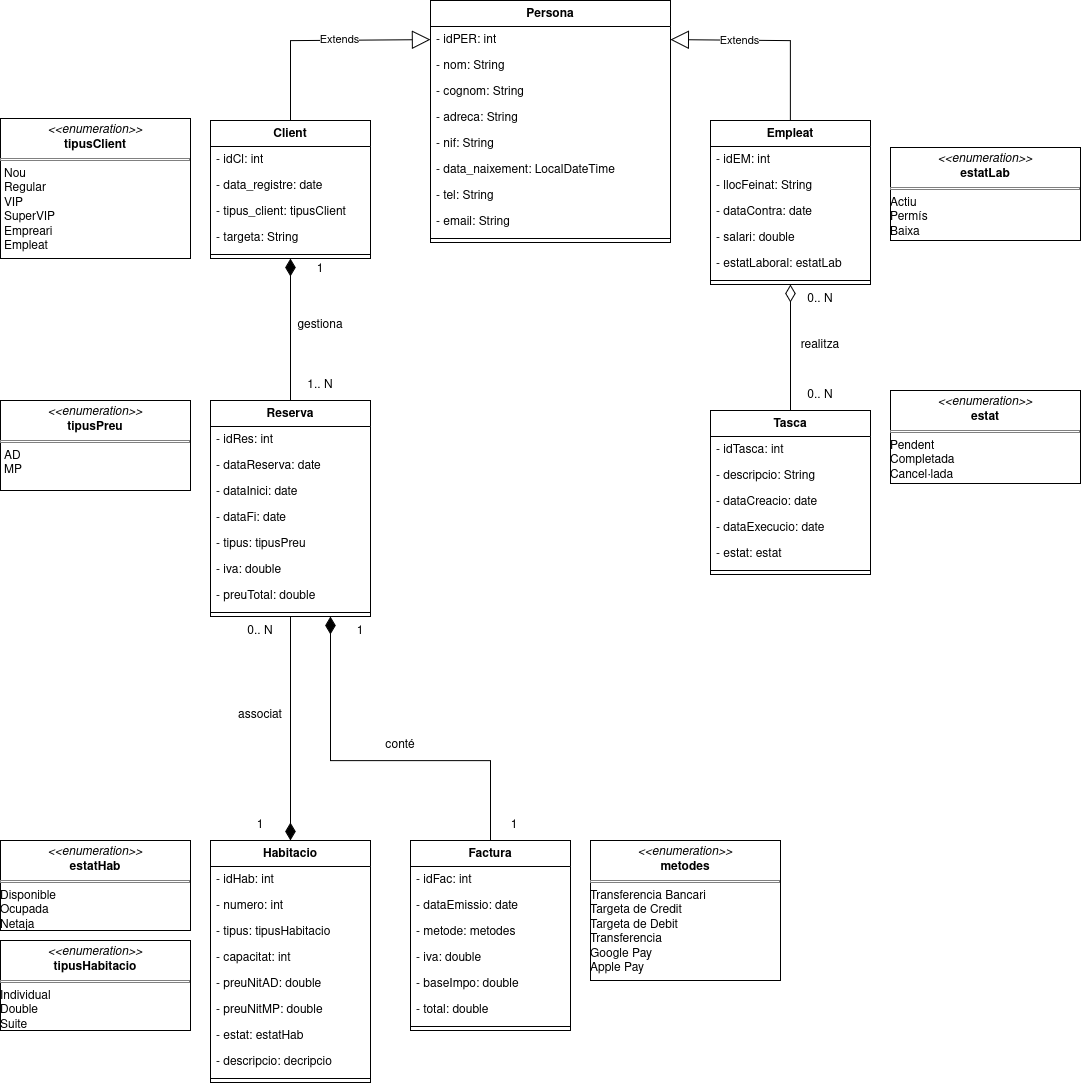 Persona
- idPER: int
- nom: String
- cognom: String
- adreca: String
- nif: String
- data_naixement: LocalDateTime
- tel: String
- email: String
Extends
Extends
<<enumeration>>
tipusClient
Nou
Regular
VIP
SuperVIP
Empreari
Empleat
Client
- idCl: int
- data_registre: date
- tipus_client: tipusClient
- targeta: String
Empleat
- idEM: int
- llocFeinat: String
- dataContra: date
- salari: double
- estatLaboral: estatLab
<<enumeration>>
estatLab
Actiu
Permís
Baixa
1
gestiona
1.. N
0.. N
realitza
0.. N
<<enumeration>>
tipusPreu
AD
MP
Reserva
- idRes: int
- dataReserva: date
- dataInici: date
- dataFi: date
- tipus: tipusPreu
- iva: double
- preuTotal: double
Tasca
- idTasca: int
- descripcio: String
- dataCreacio: date
- dataExecucio: date
- estat: estat
<<enumeration>>
estat
Pendent
Completada
Cancel·lada
0.. N
1
associat
conté
1
1
<<enumeration>>
estatHab
Disponible
Ocupada
Netaja
<<enumeration>>
tipusHabitacio
Individual
Double
Suite
Habitacio
- idHab: int
- numero: int
- tipus: tipusHabitacio
- capacitat: int
- preuNitAD: double
- preuNitMP: double
- estat: estatHab
- descripcio: decripcio
Factura
- idFac: int
- dataEmissio: date
- metode: metodes
- iva: double
- baseImpo: double
- total: double
<<enumeration>>
metodes
Transferencia Bancari
Targeta de Credit
Targeta de Debit
Transferencia
Google Pay
Apple Pay